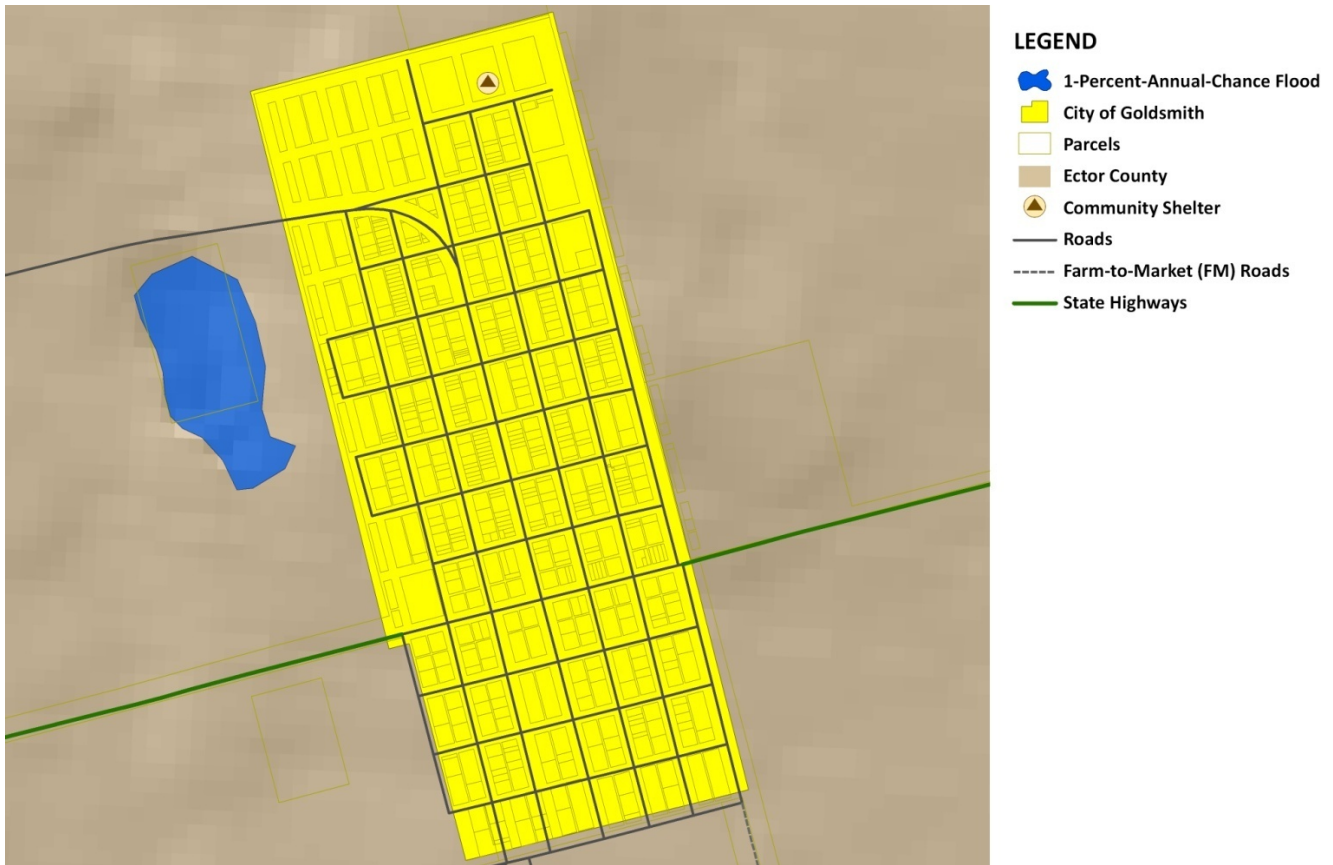 LEGEND
1-Percent-Annual-Chance Flood
City of Goldsmith
Parcels
Ector County
Community Shelter
Roads
Farm-to-Market (FM) Roads
State Highways